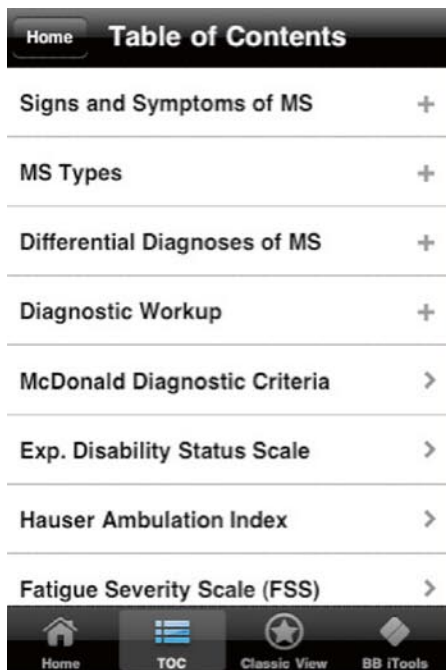 Home Table of Contents
Signs and Symptoms of MS
MS Types
Differential Diagnoses of MS
Diagnostic Workup
McDonald Diagnostic Criteria
Exp. Disability Status Scale
Hauser Ambulation Index
Fatigue Severity Scale (FSS)
Home TOC Classic View BB iTools